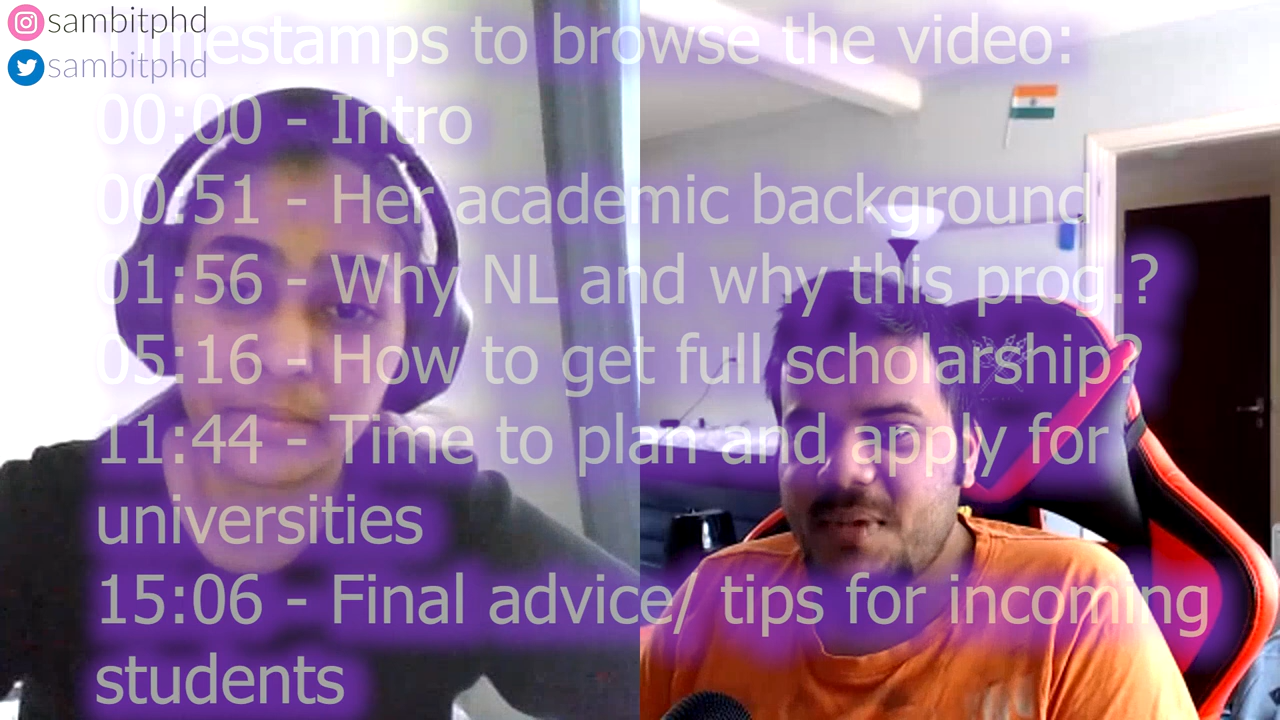 sambitphd
sambitphd
Timestamps to browse the video:
00:00 - Intro
00:51 - Her academic background
01:56 - Why NL and why this prog.?
05:16 - How to get full scholarship?
11:44 - Time to plan and apply for
universities
15:06 - Final advice/ tips for incoming
students